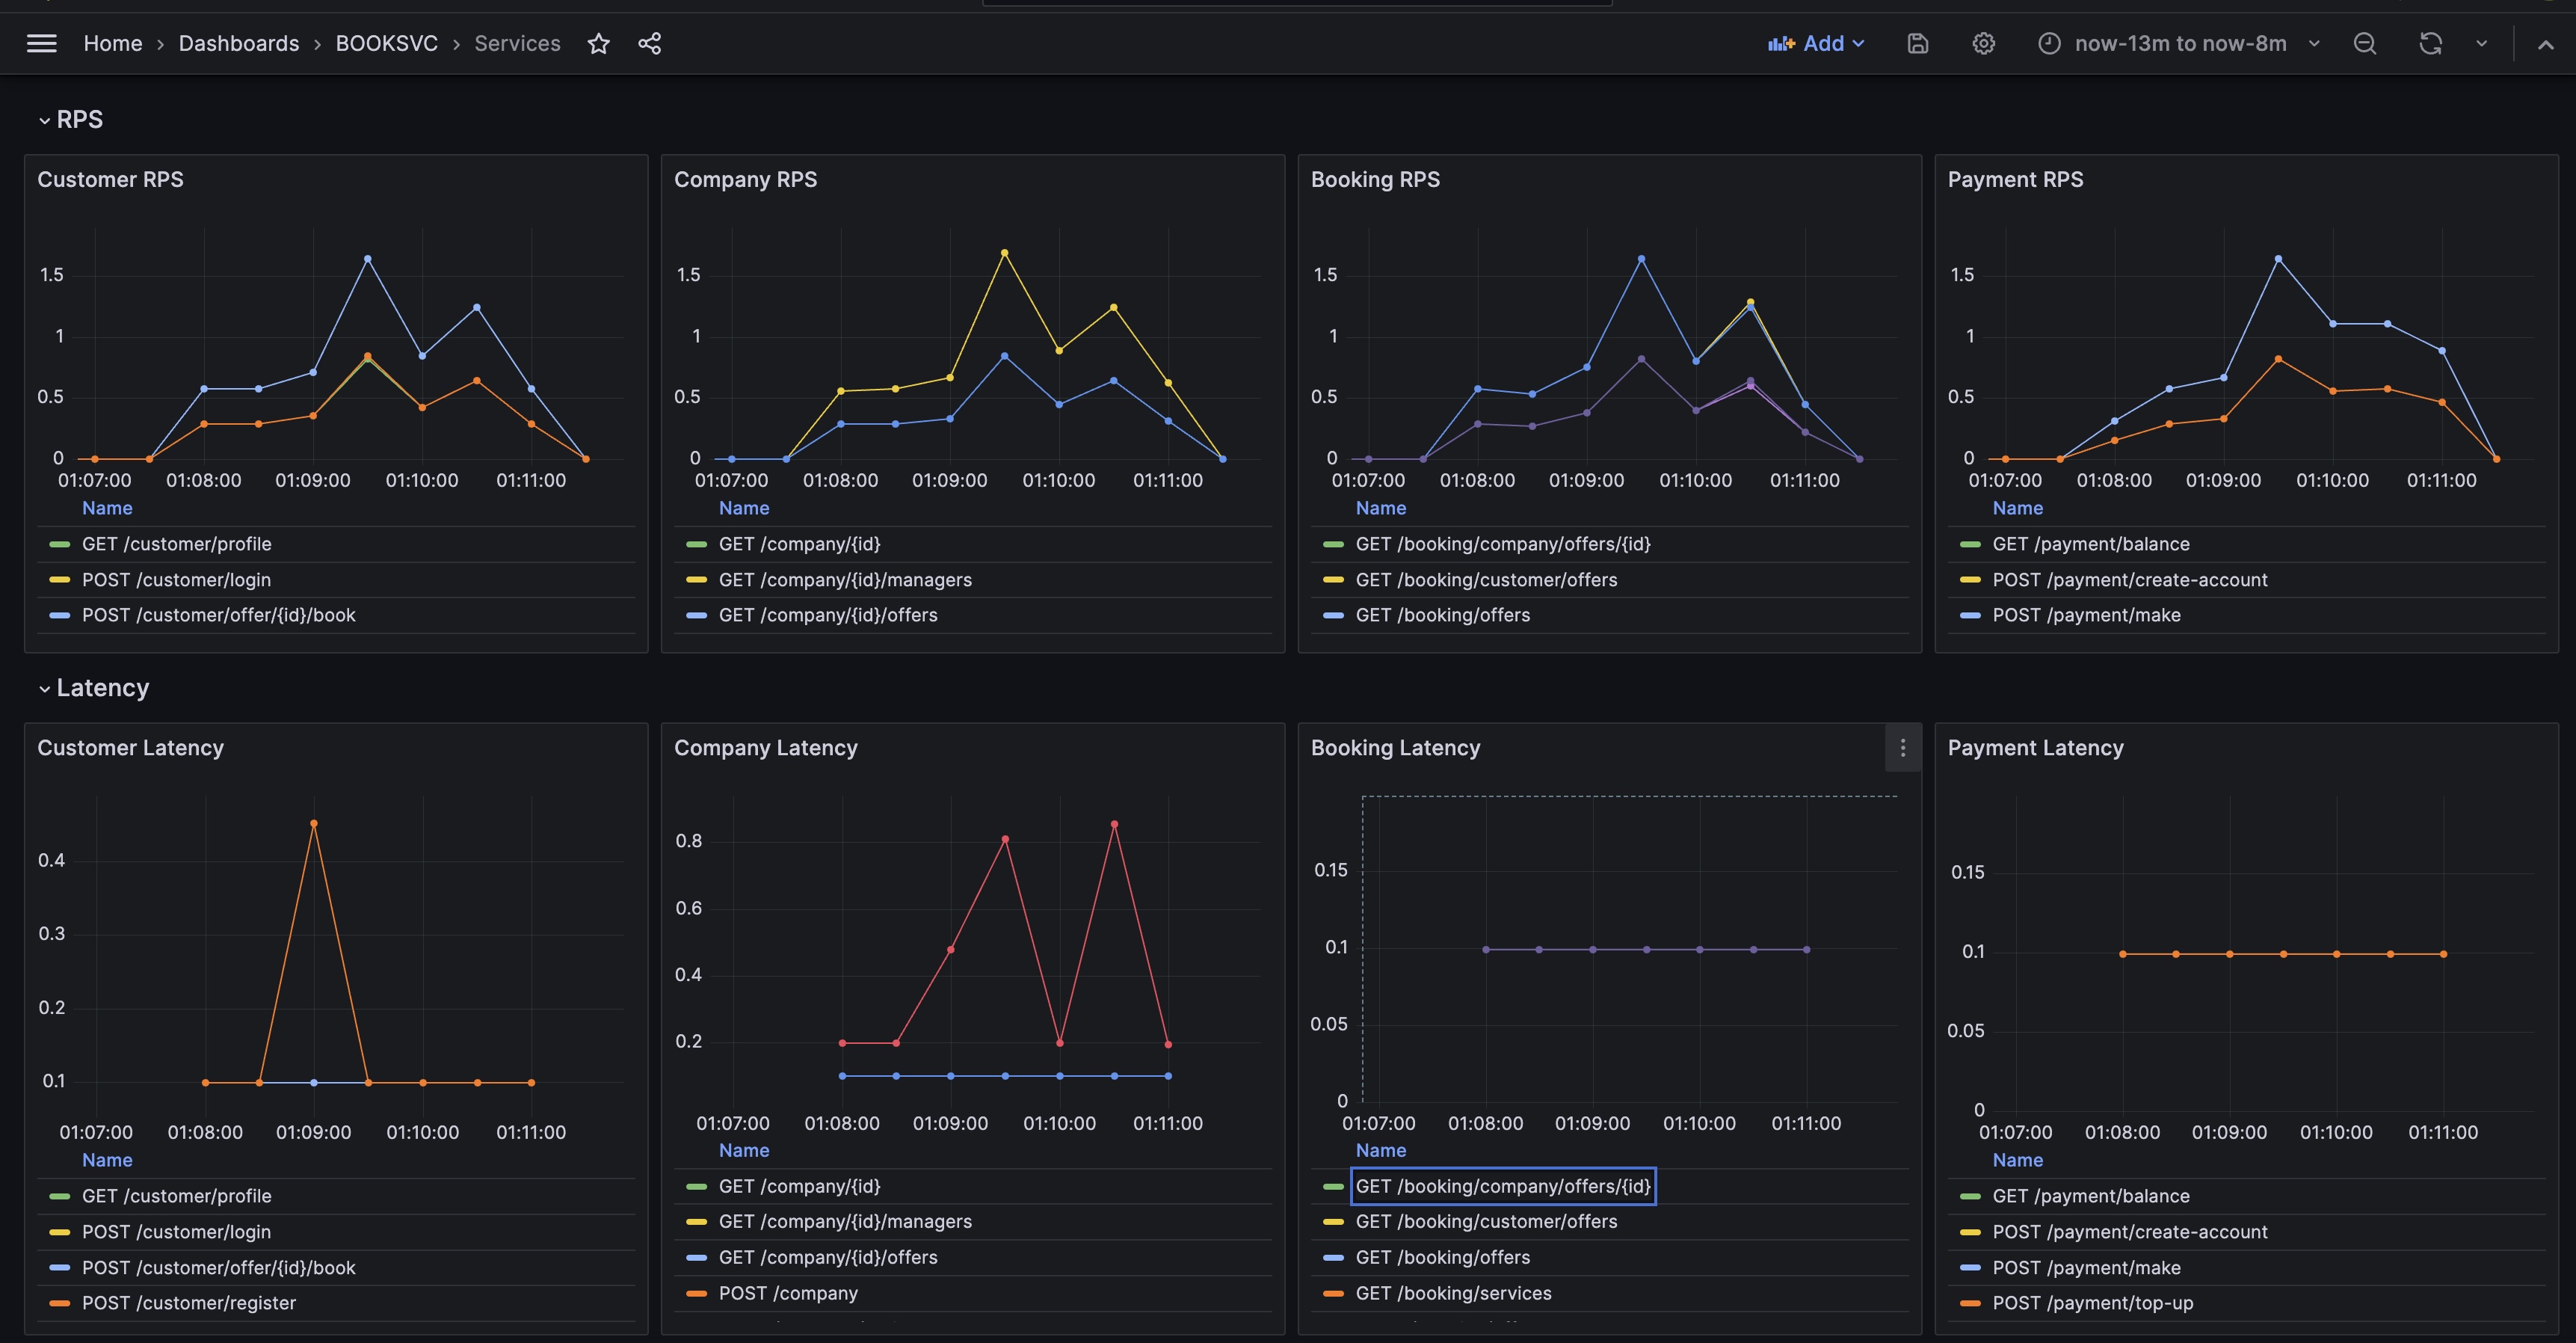 Home › Dashboards › BOOKSVC › Services Add now-13m to now-8m
RPS
Customer RPS
1.5
1
0.5
0
01:07:00 01:08:00 01:09:00 01:10:00 01:11:00
Name
GET /customer/profile
POST /customer/login
POST /customer/offer/{id}/book
Company RPS
1.5
1
0.5
0
01:07:00 01:08:00 01:09:00 01:10:00 01:11:00
Name
GET /company/{id}
GET /company/{id}/managers
GET /company/{id}/offers
Booking RPS
1.5
1
0.5
0
01:07:00 01:08:00 01:09:00 01:10:00 01:11:00
Name
GET /booking/company/offers/{id}
GET /booking/customer/offers
GET /booking/offers
Payment RPS
1.5
1
0.5
0
01:07:00 01:08:00 01:09:00 01:10:00 01:11:00
Name
GET /payment/balance
POST /payment/create-account
POST /payment/make
Latency
Customer Latency
0.4
0.3
0.2
0.1
01:07:00 01:08:00 01:09:00 01:10:00 01:11:00
Name
GET /customer/profile
POST /customer/login
POST /customer/offer/{id}/book
POST /customer/register
Company Latency
0.8
0.6
0.4
0.2
01:07:00 01:08:00 01:09:00 01:10:00 01:11:00
Name
GET /company/{id}
GET /company/{id}/managers
GET /company/{id}/offers
POST /company
Booking Latency
0.15
0.1
0.05
0
01:07:00 01:08:00 01:09:00 01:10:00 01:11:00
Name
GET /booking/company/offers/{id}
GET /booking/customer/offers
GET /booking/offers
GET /booking/services
Payment Latency
0.15
0.1
0.05
0
01:07:00 01:08:00 01:09:00 01:10:00 01:11:00
Name
GET /payment/balance
POST /payment/create-account
POST /payment/make
POST /payment/top-up